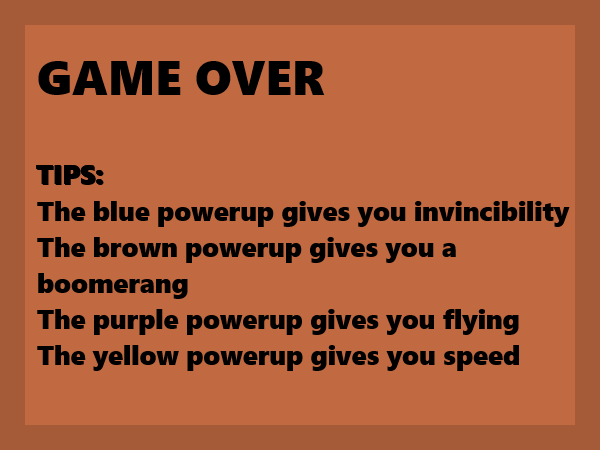 GAME OVER
TIPS:
The blue powerup gives you invincibility
The brown powerup gives you a
boomerang
The purple powerup gives you flying
The yellow powerup gives you speed